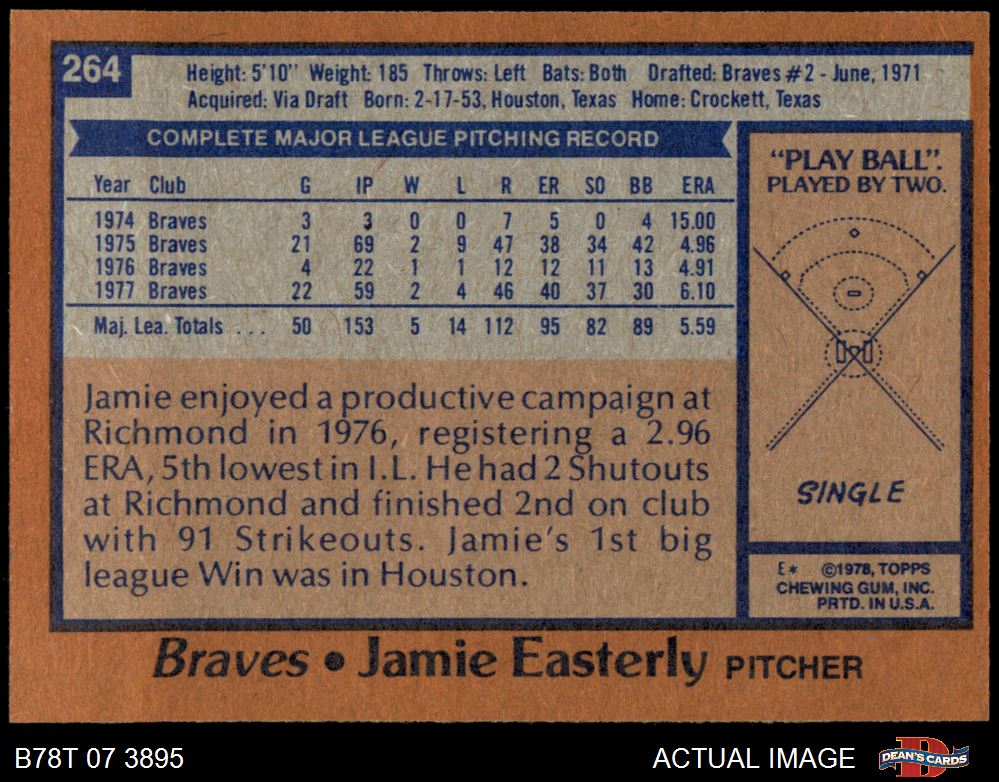 264
Height: 5'10" Weight: 185 Throws: Left Bats: Both Drafted: Braves #2 - June, 1971
Acquired: Via Draft Born: 2-17-53, Houston, Texas Home: Crockett, Texas
COMPLETE MAJOR LEAGUE PITCHING RECORD
Year Club G IP W L R ER SO BB ERA
1974 Braves 3 3 0 0 7 5 0 4 15.00
1975 Braves 21 69 2 9 47 38 34 42 4.96
1976 Braves 4 22 1 1 12 12 11 13 4.91
1977 Braves 22 59 2 4 46 40 37 30 6.10
Maj. Lea. Totals ... 50 153 5 14 112 95 82 89 5.59
Jamie enjoyed a productive campaign at
Richmond in 1976, registering a 2.96
ERA, 5th lowest in I.L. He had 2 Shutouts
at Richmond and finished 2nd on club
with 91 Strikeouts. Jamie's 1st big
league Win was in Houston.
"PLAY BALL".
PLAYED BY TWO.
SINGLE
E* ©1978, TOPPS
CHEWING GUM, INC.
PRTD. IN U.S.A.
Braves • Jamie Easterly PITCHER
B78T 07 3895
ACTUAL IMAGE
DEAN'S CARDS